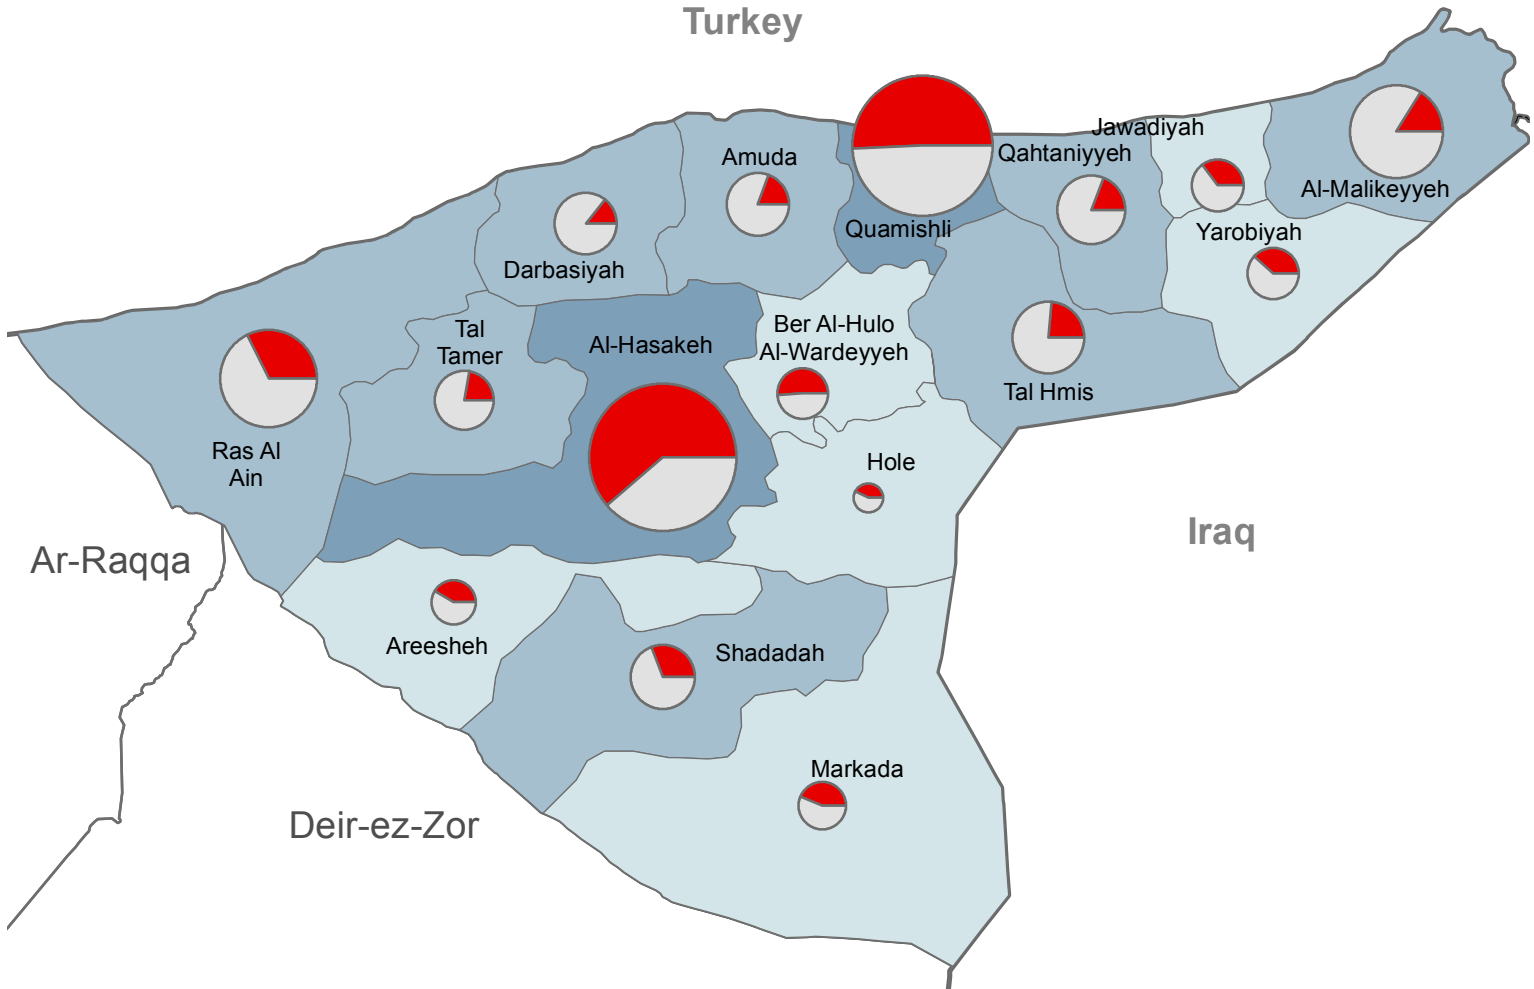 Turkey
Jawadiyah
Amuda
Qahtaniyyeh
Al-Malikeyyeh
Quamishli
Yarobiyah
Darbasiyah
Tal
Tamer
Al-Hasakeh
Ber Al-Hulo
Al-Wardeyyeh
Tal Hmis
Ras Al
Ain
Hole
Iraq
Ar-Raqqa
Areesheh
Shadadah
Markada
Deir-ez-Zor